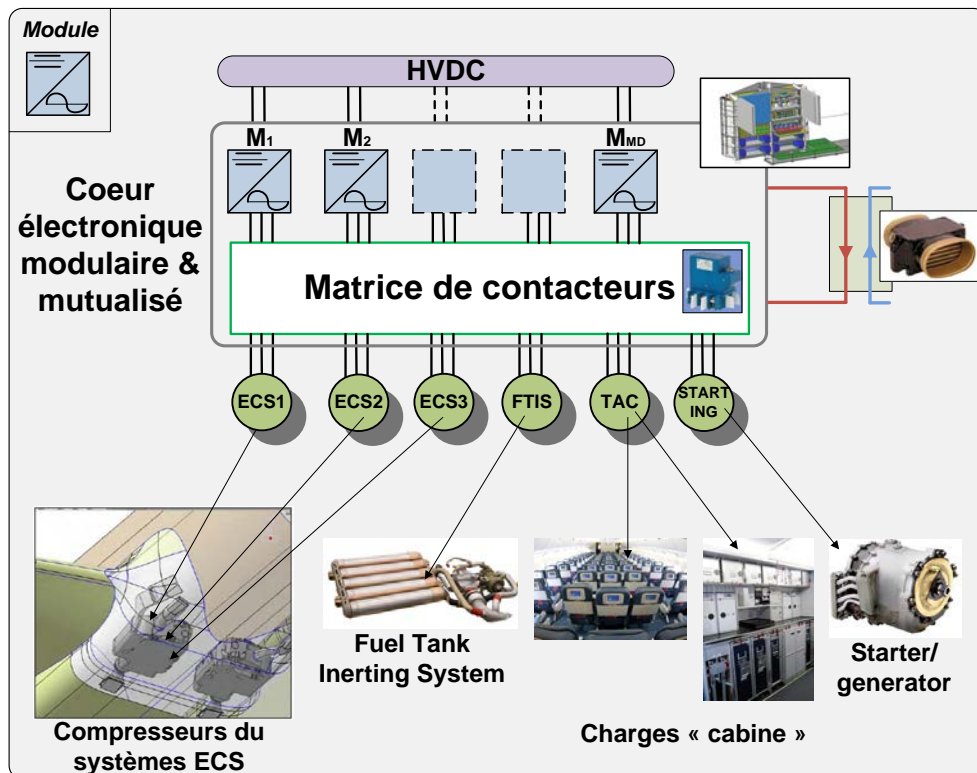 Module
HVDC
M1
M2
MMD
Coeur
électronique
modulaire &
mutualisé
Matrice de contacteurs
ECS1
ECS2
ECS3
FTIS
TAC
START
ING
Fuel Tank
Inerting System
Starter/
generator
Compresseurs du
systèmes ECS
Charges « cabine »